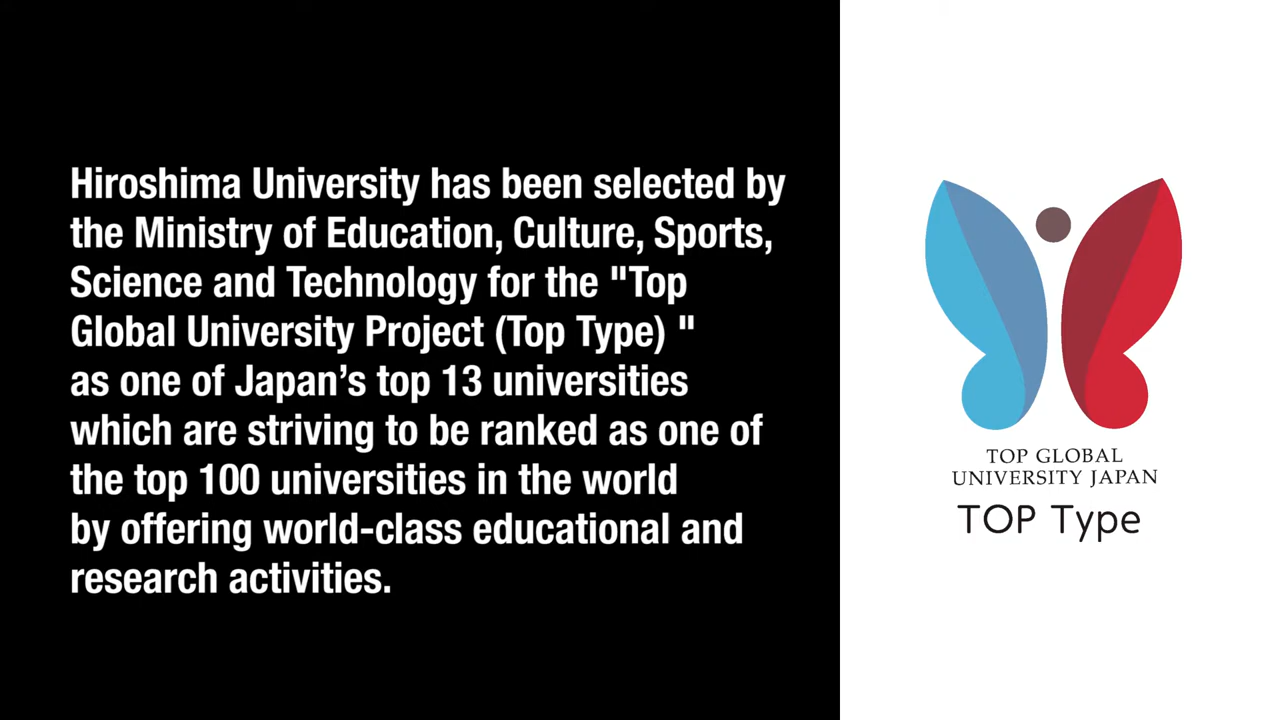 Hiroshima University has been selected by
the Ministry of Education, Culture, Sports,
Science and Technology for the "Top
Global University Project (Top Type) "
as one of Japan’s top 13 universities
which are striving to be ranked as one of
the top 100 universities in the world
by offering world-class educational and
research activities.
TOP GLOBAL
UNIVERSITY JAPAN
TOP Type